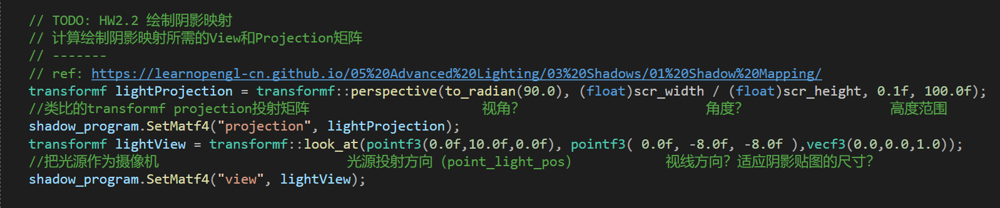 // TODO: HW2.2 绘制阴影映射
// 计算绘制阴影映射所需的View和Projection矩阵
// -------
// ref: https://learnopengl-cn.github.io/05%20Advanced%20Lighting/03%20Shadows/01%20Shadow%20Mapping/
transformf lightProjection = transformf::perspective(to_radian(90.0), (float)scr_width / (float)scr_height, 0.1f, 100.0f);
//类比的transformf projection投射矩阵 视角? 角度? 高度范围
shadow_program.SetMatf4("projection", lightProjection);
transformf lightView = transformf::look_at(pointf3(0.0f,10.0f,0.0f), pointf3( 0.0f, -8.0f, -8.0f ),vecf3(0.0,0.0,1.0));
//把光源作为摄像机 光源投射方向（point_light_pos） 视线方向? 适应阴影贴图的尺寸?
shadow_program.SetMatf4("view", lightView);